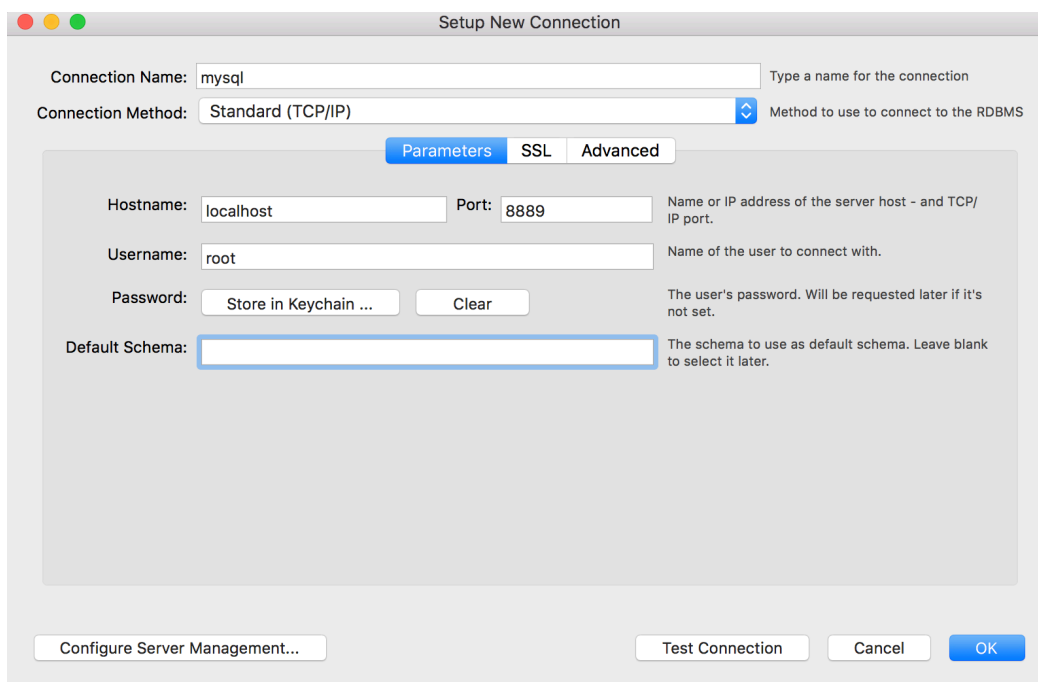 Setup New Connection
Connection Name: mysql Type a name for the connection
Connection Method: Standard (TCP/IP) Method to use to connect to the RDBMS
Parameters SSL Advanced
Hostname: localhost Port: 8889 Name or IP address of the server host - and TCP/
IP port.
Username: root Name of the user to connect with.
Password: Store in Keychain ... Clear The user's password. Will be requested later if it's
not set.
Default Schema: The schema to use as default schema. Leave blank
to select it later.
Configure Server Management... Test Connection Cancel OK